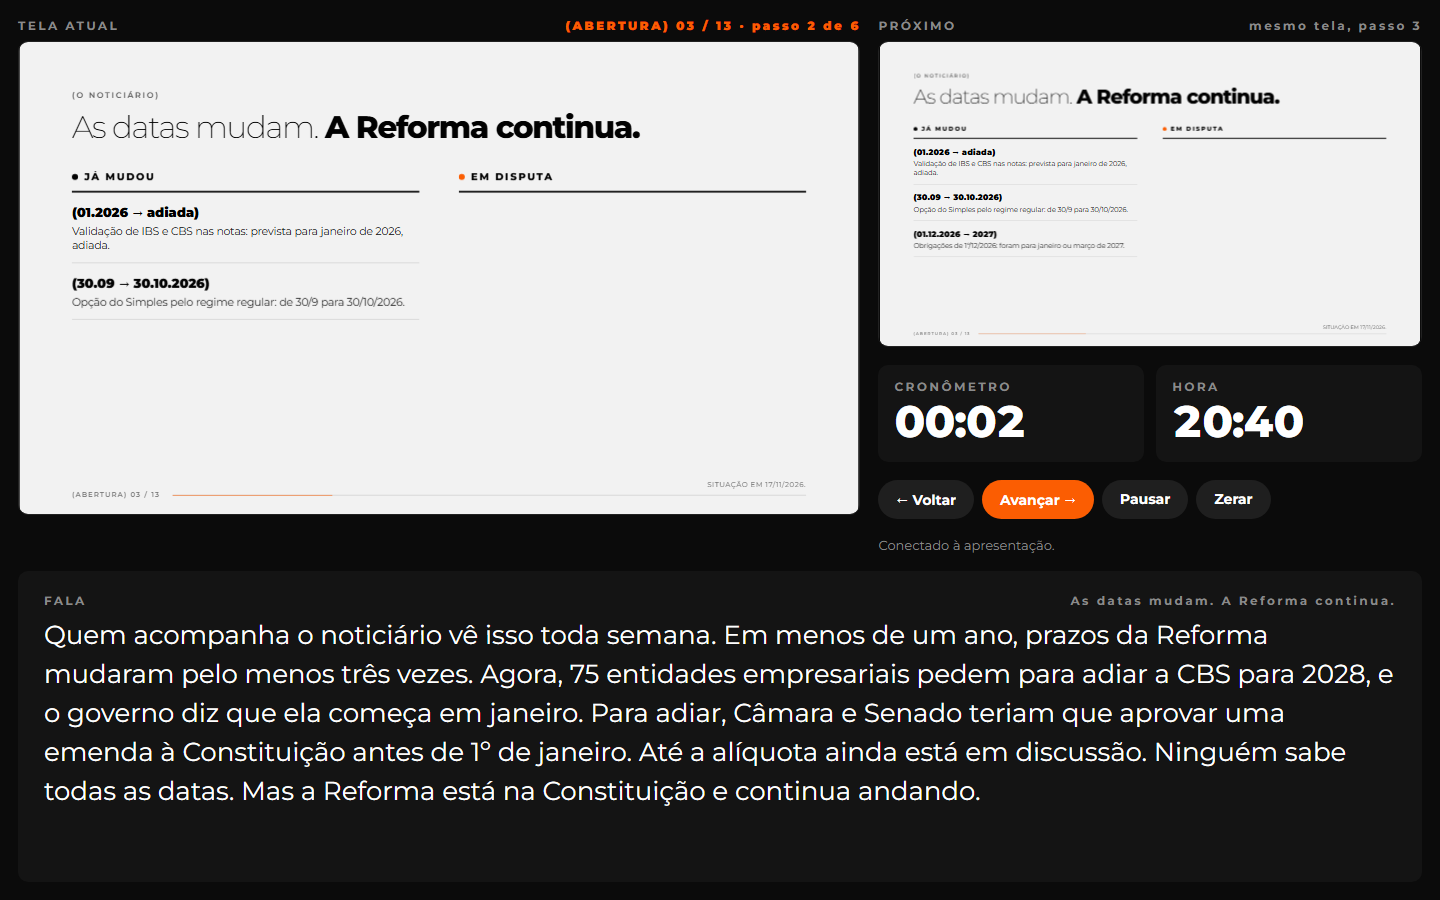 TELA ATUAL
(ABERTURA) 03 / 13 · passo 2 de 6
(O NOTICIÁRIO)
As datas mudam. A Reforma continua.
JÁ MUDOU
(01.2026 → adiada)
Validação de IBS e CBS nas notas: prevista para janeiro de 2026,
adiada.
(30.09 → 30.10.2026)
Opção do Simples pelo regime regular: de 30/9 para 30/10/2026.
EM DISPUTA
SITUAÇÃO EM 17/11/2026.
(ABERTURA) 03 / 13
PRÓXIMO
mesmo tela, passo 3
(O NOTICIÁRIO)
As datas mudam. A Reforma continua.
JÁ MUDOU
(01.2026 → adiada)
Validação de IBS e CBS nas notas: prevista para janeiro de 2026,
adiada.
(30.09 → 30.10.2026)
Opção do Simples pelo regime regular: de 30/9 para 30/10/2026.
(01.12.2026 → 2027)
Obrigações de 1º/12/2026: foram para janeiro ou março de 2027.
EM DISPUTA
SITUAÇÃO EM 17/11/2026.
(ABERTURA) 03 / 13
CRONÔMETRO
00:02
HORA
20:40
← Voltar
Avançar →
Pausar
Zerar
Conectado à apresentação.
FALA
As datas mudam. A Reforma continua.
Quem acompanha o noticiário vê isso toda semana. Em menos de um ano, prazos da Reforma
mudaram pelo menos três vezes. Agora, 75 entidades empresariais pedem para adiar a CBS para 2028, e
o governo diz que ela começa em janeiro. Para adiar, Câmara e Senado teriam que aprovar uma
emenda à Constituição antes de 1º de janeiro. Até a alíquota ainda está em discussão. Ninguém sabe
todas as datas. Mas a Reforma está na Constituição e continua andando.